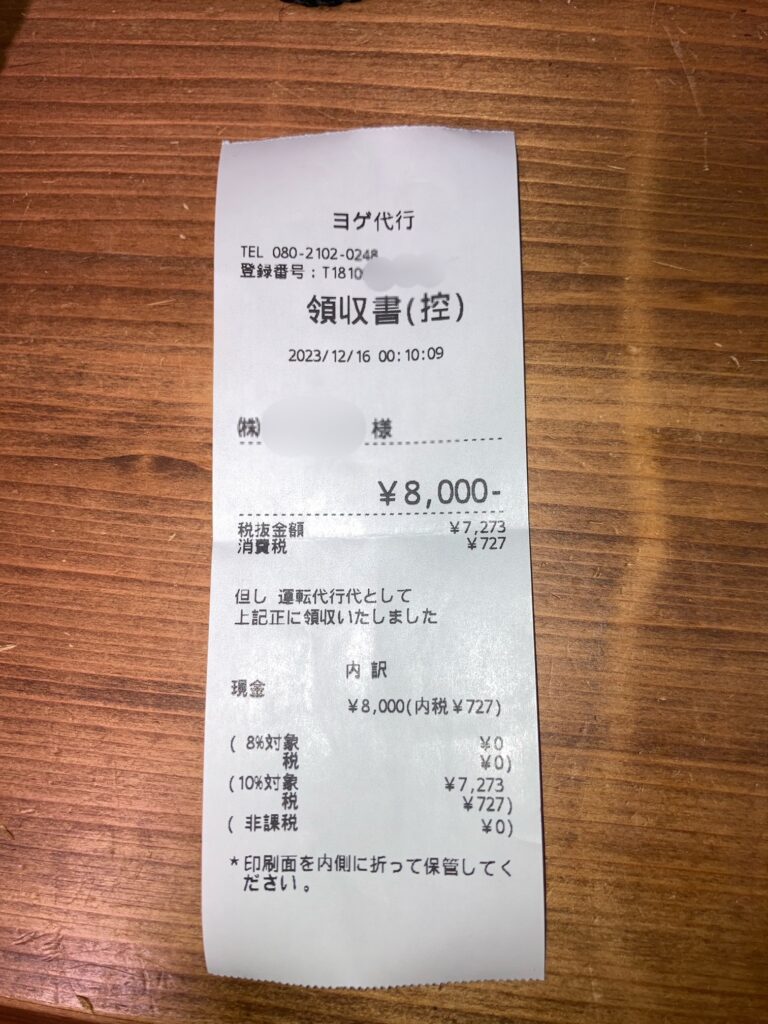 ヨゲ代行
TEL 080-2102-0248
登録番号：T1810
領収書(控)
2023/12/16 00:10:09
㈱ 様
￥8,000-
税抜金額 ￥7,273
消費税 ￥727
但し 運転代行代として
上記正に領収いたしました
内 訳
現金
￥8,000(内税￥727)
( 8%対象 ￥0
税 ￥0)
(10%対象 ￥7,273
税 ￥727)
( 非課税 ￥0)
*印刷面を内側に折って保管してく
ださい。